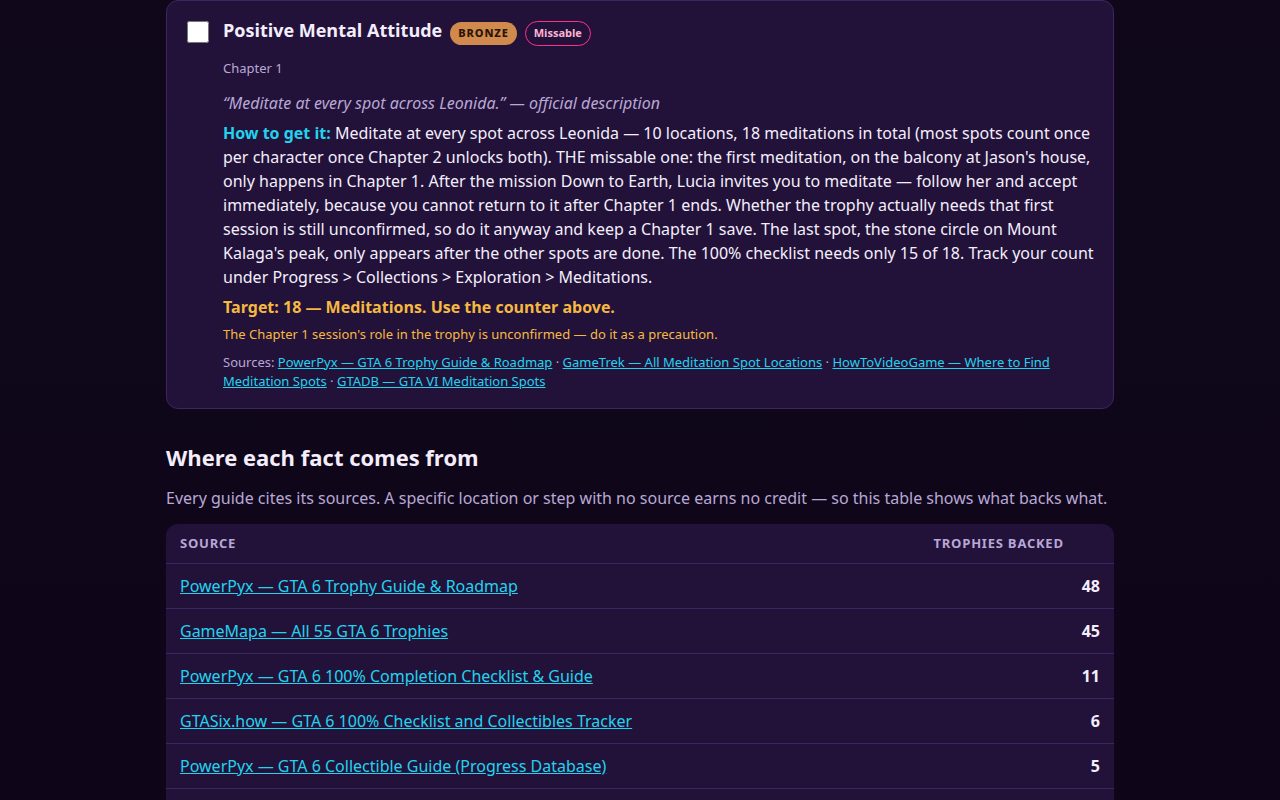 Positive Mental Attitude BRONZE Missable
Chapter 1
“Meditate at every spot across Leonida.” — official description
How to get it: Meditate at every spot across Leonida — 10 locations, 18 meditations in total (most spots count once
per character once Chapter 2 unlocks both). THE missable one: the first meditation, on the balcony at Jason's house,
only happens in Chapter 1. After the mission Down to Earth, Lucia invites you to meditate — follow her and accept
immediately, because you cannot return to it after Chapter 1 ends. Whether the trophy actually needs that first
session is still unconfirmed, so do it anyway and keep a Chapter 1 save. The last spot, the stone circle on Mount
Kalaga's peak, only appears after the other spots are done. The 100% checklist needs only 15 of 18. Track your count
under Progress > Collections > Exploration > Meditations.
Target: 18 — Meditations. Use the counter above.
The Chapter 1 session's role in the trophy is unconfirmed — do it as a precaution.
Sources: PowerPyx — GTA 6 Trophy Guide & Roadmap · GameTrek — All Meditation Spot Locations · HowToVideoGame — Where to Find
Meditation Spots · GTADB — GTA VI Meditation Spots
Where each fact comes from
Every guide cites its sources. A specific location or step with no source earns no credit — so this table shows what backs what.
SOURCE TROPHIES BACKED
PowerPyx — GTA 6 Trophy Guide & Roadmap 48
GameMapa — All 55 GTA 6 Trophies 45
PowerPyx — GTA 6 100% Completion Checklist & Guide 11
GTASix.how — GTA 6 100% Checklist and Collectibles Tracker 6
PowerPyx — GTA 6 Collectible Guide (Progress Database) 5